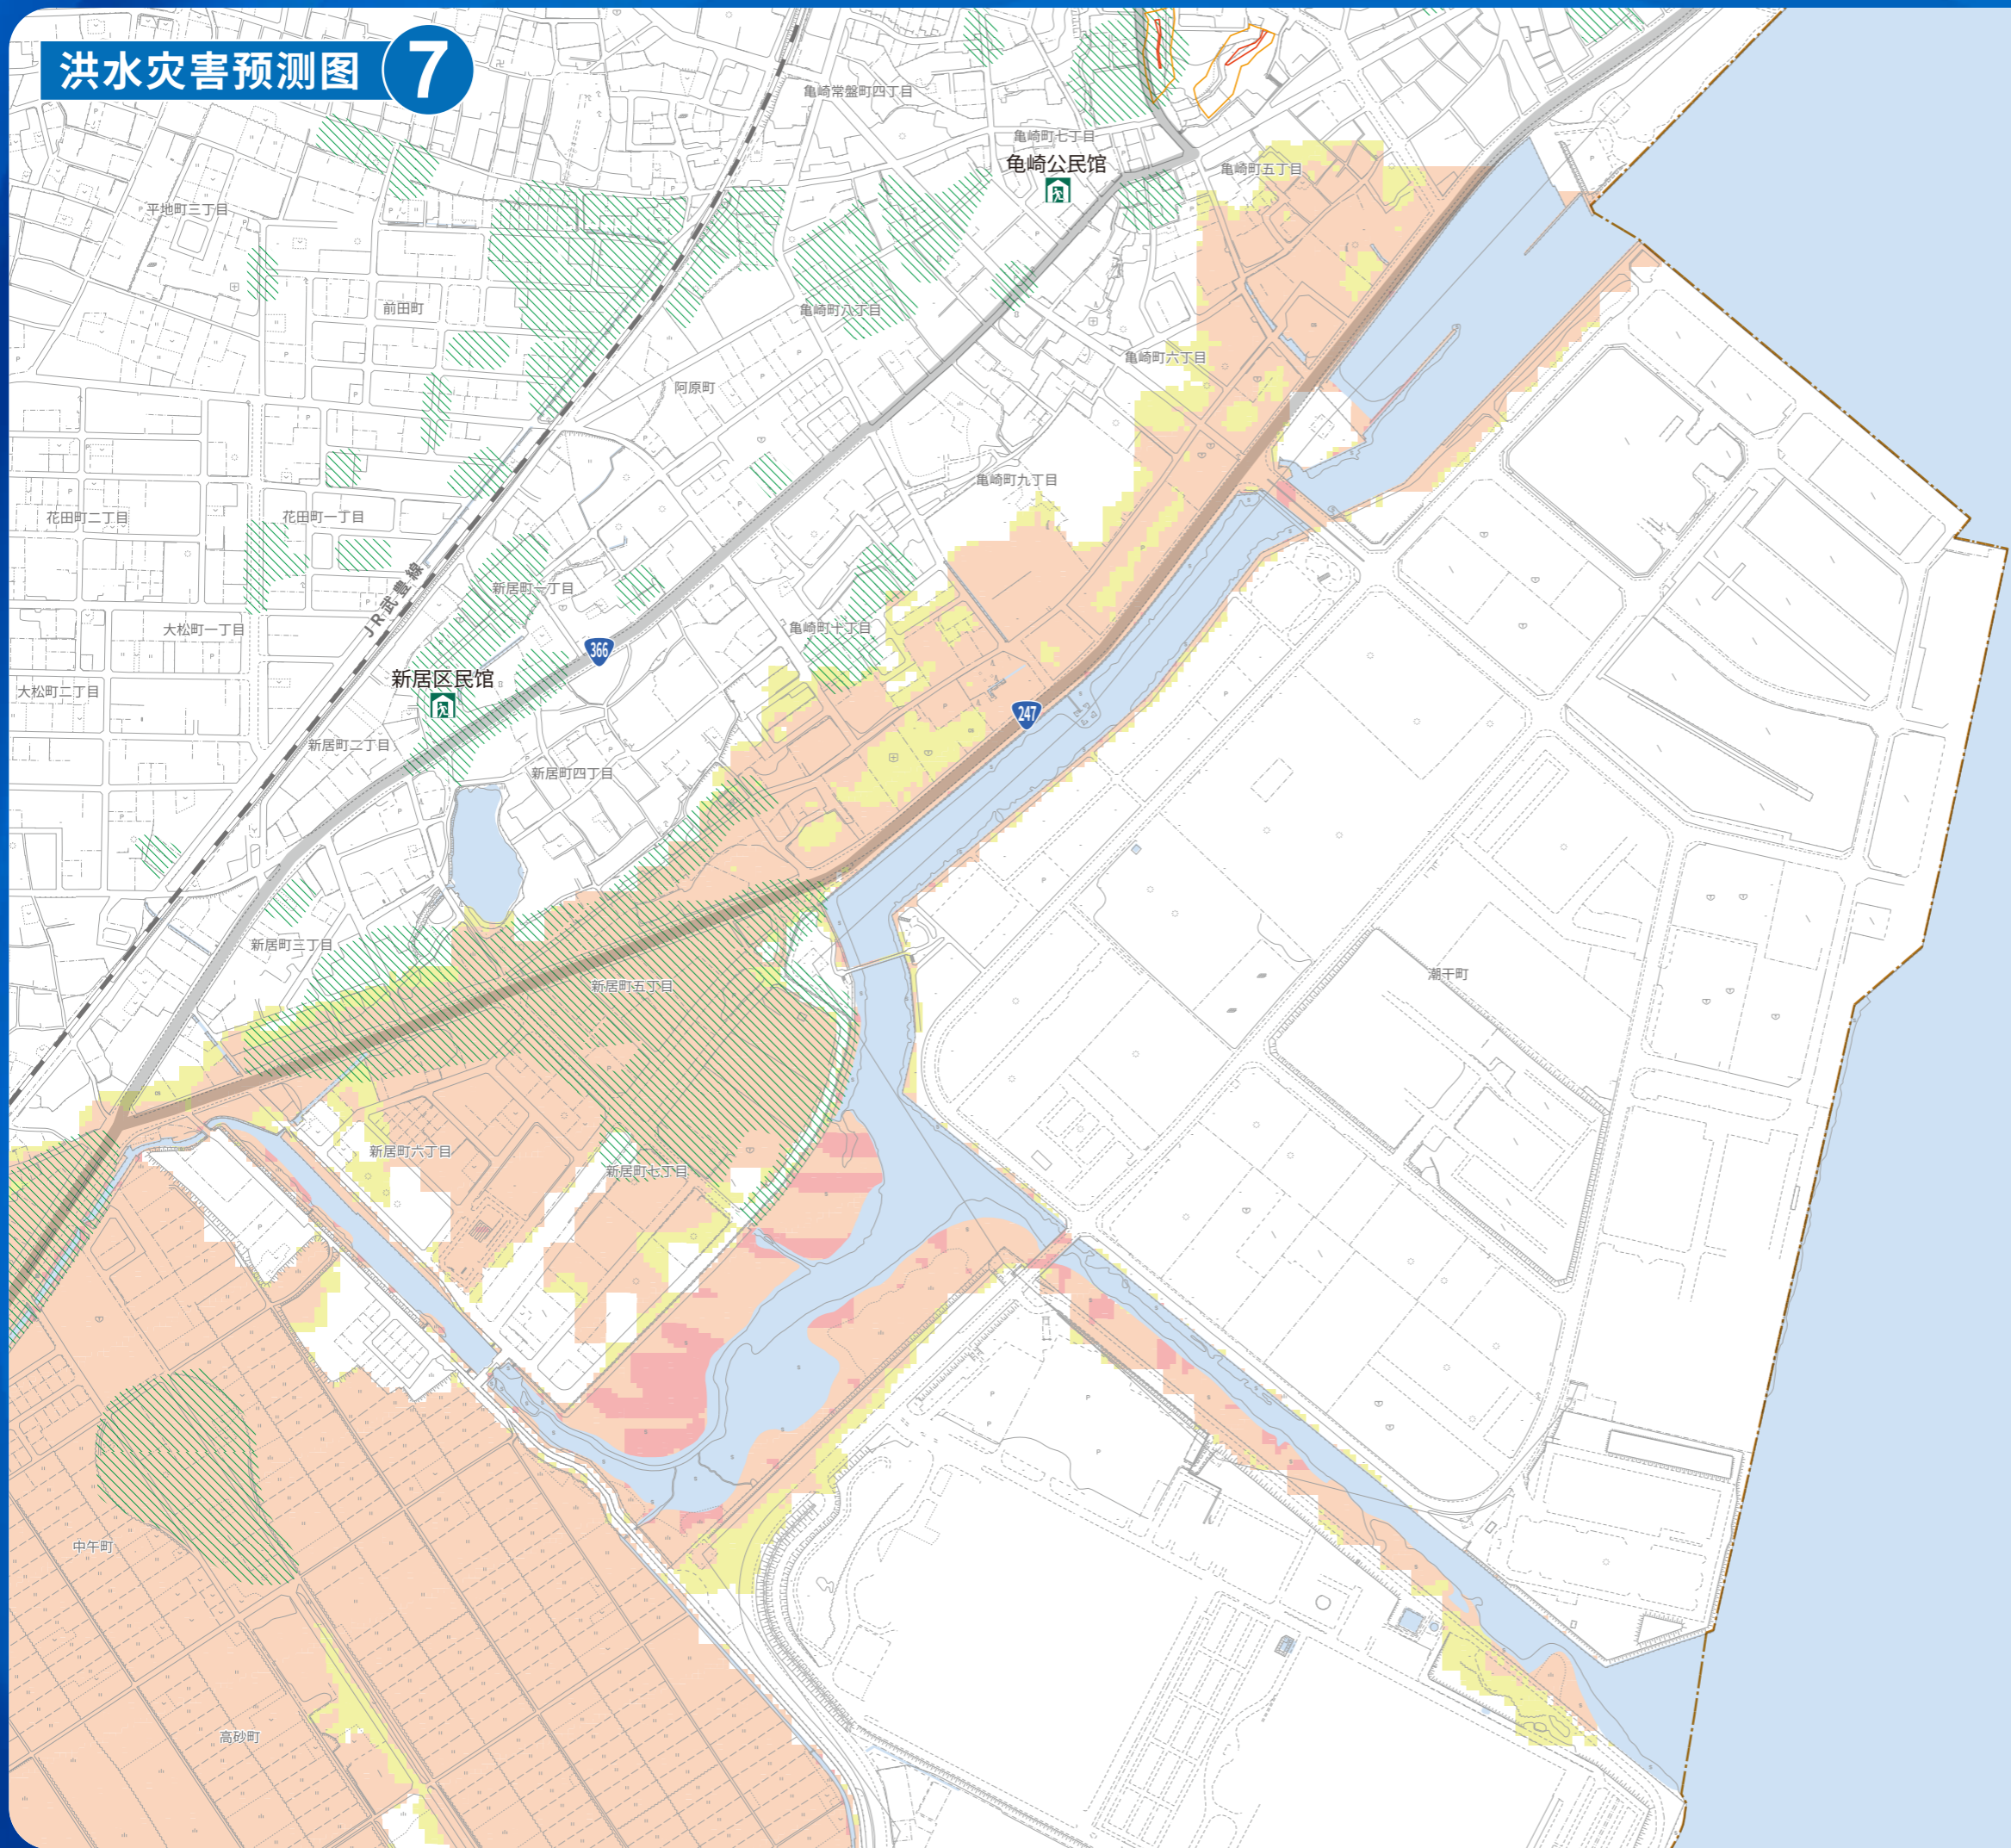 洪水灾害预测图 7
亀崎常盤町四丁目
亀崎町七丁目
龟崎公民馆
亀崎町五丁目
平地町三丁目
前田町
亀崎町八丁目
亀崎町六丁目
阿原町
亀崎町九丁目
花田町二丁目
花田町一丁目
JR武豊線
新居町一丁目
大松町一丁目
亀崎町十丁目
366
新居区民馆
大松町二丁目
247
新居町二丁目
新居町四丁目
新居町三丁目
潮干町
新居町五丁目
新居町六丁目
新居町七丁目
中午町
高砂町